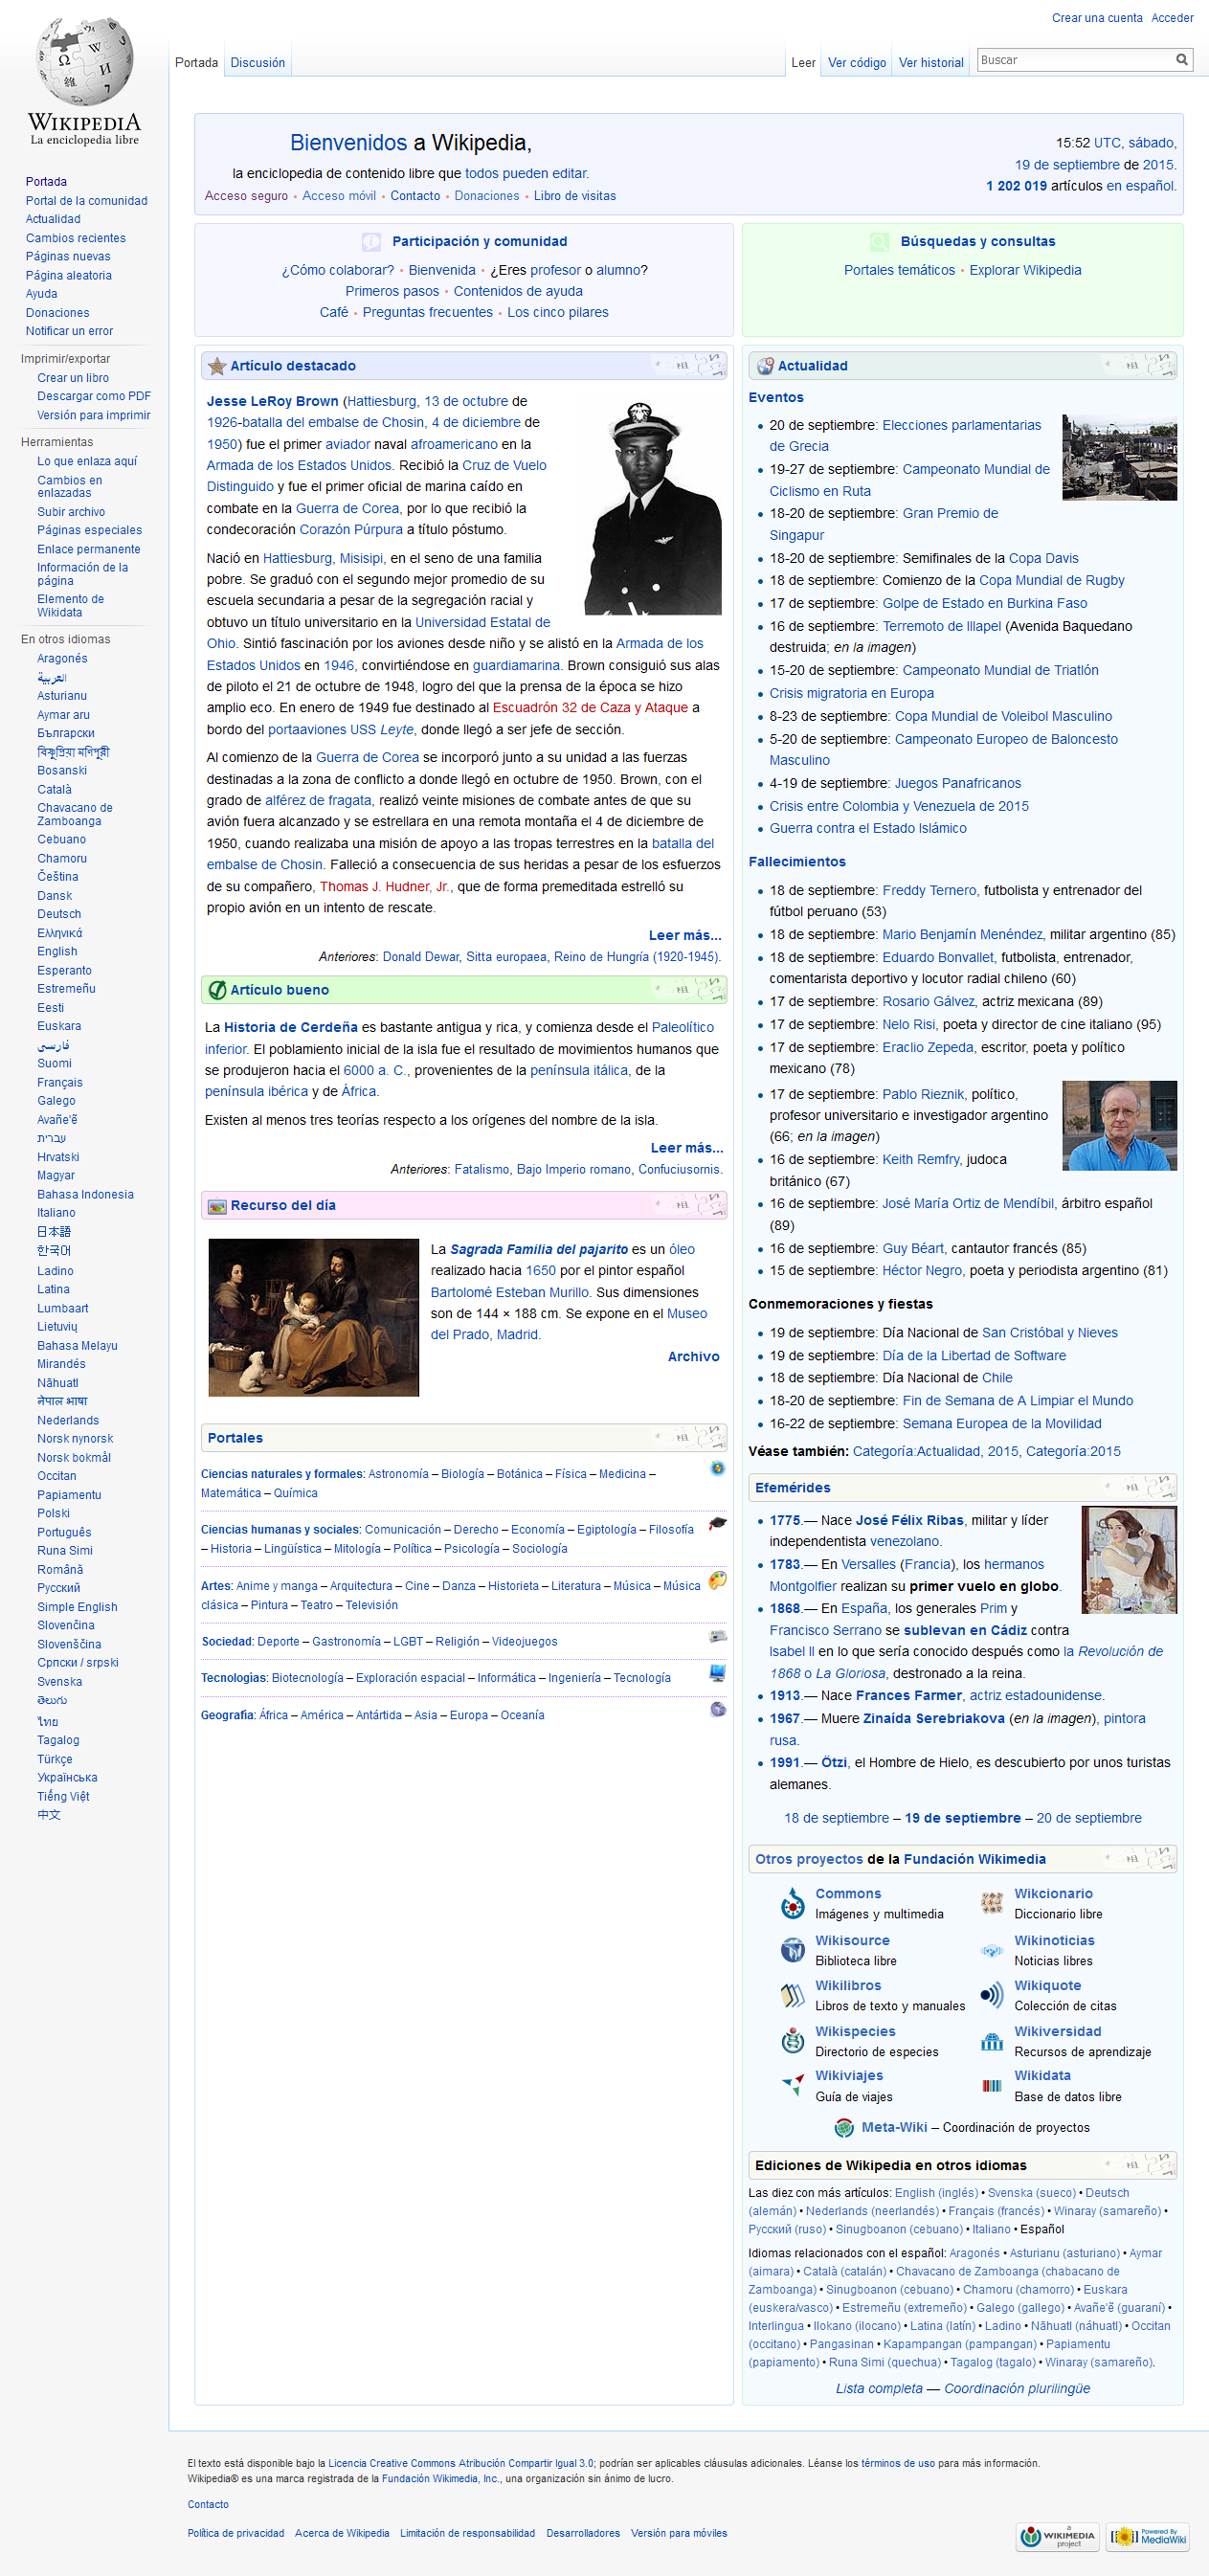 Crear una cuenta Acceder
WIKIPEDIA
La enciclopedia libre
Portada Discusión
Leer Ver código Ver historial Buscar
Portada
Portal de la comunidad
Actualidad
Cambios recientes
Páginas nuevas
Página aleatoria
Ayuda
Donaciones
Notificar un error
Imprimir/exportar
Crear un libro
Descargar como PDF
Versión para imprimir
Herramientas
Lo que enlaza aquí
Cambios en
enlazadas
Subir archivo
Páginas especiales
Enlace permanente
Información de la
página
Elemento de
Wikidata
En otros idiomas
Aragonés
العربية
Asturianu
Aymar aru
Български
বিষ্ণুপ্রিয়া মণিপুরী
Bosanski
Català
Chavacano de
Zamboanga
Cebuano
Chamoru
Čeština
Dansk
Deutsch
Ελληνικά
English
Esperanto
Estremeñu
Eesti
Euskara
فارسی
Suomi
Français
Galego
Avañe'ẽ
עברית
Hrvatski
Magyar
Bahasa Indonesia
Italiano
日本語
한국어
Ladino
Latina
Lumbaart
Lietuvių
Bahasa Melayu
Mirandés
Nāhuatl
नेपाल भाषा
Nederlands
Norsk nynorsk
Norsk bokmål
Occitan
Papiamentu
Polski
Português
Runa Simi
Română
Русский
Simple English
Slovenčina
Slovenščina
Српски / srpski
Svenska
తెలుగు
ไทย
Tagalog
Türkçe
Українська
Tiếng Việt
中文
Bienvenidos a Wikipedia,
la enciclopedia de contenido libre que todos pueden editar.
Acceso seguro • Acceso móvil • Contacto • Donaciones • Libro de visitas
15:52 UTC, sábado,
19 de septiembre de 2015.
1 202 019 artículos en español.
Participación y comunidad
¿Cómo colaborar? • Bienvenida • ¿Eres profesor o alumno?
Primeros pasos • Contenidos de ayuda
Café • Preguntas frecuentes • Los cinco pilares
Búsquedas y consultas
Portales temáticos • Explorar Wikipedia
Artículo destacado
Jesse LeRoy Brown (Hattiesburg, 13 de octubre de
1926-batalla del embalse de Chosin, 4 de diciembre de
1950) fue el primer aviador naval afroamericano en la
Armada de los Estados Unidos. Recibió la Cruz de Vuelo
Distinguido y fue el primer oficial de marina caído en
combate en la Guerra de Corea, por lo que recibió la
condecoración Corazón Púrpura a título póstumo.
Nació en Hattiesburg, Misisipi, en el seno de una familia
pobre. Se graduó con el segundo mejor promedio de su
escuela secundaria a pesar de la segregación racial y
obtuvo un título universitario en la Universidad Estatal de
Ohio. Sintió fascinación por los aviones desde niño y se alistó en la Armada de los
Estados Unidos en 1946, convirtiéndose en guardiamarina. Brown consiguió sus alas
de piloto el 21 de octubre de 1948, logro del que la prensa de la época se hizo
amplio eco. En enero de 1949 fue destinado al Escuadrón 32 de Caza y Ataque a
bordo del portaaviones USS Leyte, donde llegó a ser jefe de sección.
Al comienzo de la Guerra de Corea se incorporó junto a su unidad a las fuerzas
destinadas a la zona de conflicto a donde llegó en octubre de 1950. Brown, con el
grado de alférez de fragata, realizó veinte misiones de combate antes de que su
avión fuera alcanzado y se estrellara en una remota montaña el 4 de diciembre de
1950, cuando realizaba una misión de apoyo a las tropas terrestres en la batalla del
embalse de Chosin. Falleció a consecuencia de sus heridas a pesar de los esfuerzos
de su compañero, Thomas J. Hudner, Jr., que de forma premeditada estrelló su
propio avión en un intento de rescate.
Leer más...
Anteriores: Donald Dewar, Sitta europaea, Reino de Hungría (1920-1945).
Artículo bueno
La Historia de Cerdeña es bastante antigua y rica, y comienza desde el Paleolítico
inferior. El poblamiento inicial de la isla fue el resultado de movimientos humanos que
se produjeron hacia el 6000 a. C., provenientes de la península itálica, de la
península ibérica y de África.
Existen al menos tres teorías respecto a los orígenes del nombre de la isla.
Leer más...
Anteriores: Fatalismo, Bajo Imperio romano, Confuciusornis.
Recurso del día
La Sagrada Familia del pajarito es un óleo
realizado hacia 1650 por el pintor español
Bartolomé Esteban Murillo. Sus dimensiones
son de 144 × 188 cm. Se expone en el Museo
del Prado, Madrid.
Archivo
Portales
Ciencias naturales y formales: Astronomía – Biología – Botánica – Física – Medicina –
Matemática – Química
Ciencias humanas y sociales: Comunicación – Derecho – Economía – Egiptología – Filosofía
– Historia – Lingüística – Mitología – Política – Psicología – Sociología
Artes: Anime y manga – Arquitectura – Cine – Danza – Historieta – Literatura – Música – Música
clásica – Pintura – Teatro – Televisión
Sociedad: Deporte – Gastronomía – LGBT – Religión – Videojuegos
Tecnologías: Biotecnología – Exploración espacial – Informática – Ingeniería – Tecnología
Geografía: África – América – Antártida – Asia – Europa – Oceanía
Actualidad
Eventos
20 de septiembre: Elecciones parlamentarias
de Grecia
19-27 de septiembre: Campeonato Mundial de
Ciclismo en Ruta
18-20 de septiembre: Gran Premio de
Singapur
18-20 de septiembre: Semifinales de la Copa Davis
18 de septiembre: Comienzo de la Copa Mundial de Rugby
17 de septiembre: Golpe de Estado en Burkina Faso
16 de septiembre: Terremoto de Illapel (Avenida Baquedano
destruida; en la imagen)
15-20 de septiembre: Campeonato Mundial de Triatlón
Crisis migratoria en Europa
8-23 de septiembre: Copa Mundial de Voleibol Masculino
5-20 de septiembre: Campeonato Europeo de Baloncesto
Masculino
4-19 de septiembre: Juegos Panafricanos
Crisis entre Colombia y Venezuela de 2015
Guerra contra el Estado Islámico
Fallecimientos
18 de septiembre: Freddy Ternero, futbolista y entrenador del
fútbol peruano (53)
18 de septiembre: Mario Benjamín Menéndez, militar argentino (85)
18 de septiembre: Eduardo Bonvallet, futbolista, entrenador,
comentarista deportivo y locutor radial chileno (60)
17 de septiembre: Rosario Gálvez, actriz mexicana (89)
17 de septiembre: Nelo Risi, poeta y director de cine italiano (95)
17 de septiembre: Eraclio Zepeda, escritor, poeta y político
mexicano (78)
17 de septiembre: Pablo Rieznik, político,
profesor universitario e investigador argentino
(66; en la imagen)
16 de septiembre: Keith Remfry, judoca
británico (67)
16 de septiembre: José María Ortiz de Mendíbil, árbitro español
(89)
16 de septiembre: Guy Béart, cantautor francés (85)
15 de septiembre: Héctor Negro, poeta y periodista argentino (81)
Conmemoraciones y fiestas
19 de septiembre: Día Nacional de San Cristóbal y Nieves
19 de septiembre: Día de la Libertad de Software
18 de septiembre: Día Nacional de Chile
18-20 de septiembre: Fin de Semana de A Limpiar el Mundo
16-22 de septiembre: Semana Europea de la Movilidad
Véase también: Categoría:Actualidad, 2015, Categoría:2015
Efemérides
1775.— Nace José Félix Ribas, militar y líder
independentista venezolano.
1783.— En Versalles (Francia), los hermanos
Montgolfier realizan su primer vuelo en globo.
1868.— En España, los generales Prim y
Francisco Serrano se sublevan en Cádiz contra
Isabel II en lo que sería conocido después como la Revolución de
1868 o La Gloriosa, destronado a la reina.
1913.— Nace Frances Farmer, actriz estadounidense.
1967.— Muere Zinaída Serebriakova (en la imagen), pintora
rusa.
1991.— Ötzi, el Hombre de Hielo, es descubierto por unos turistas
alemanes.
18 de septiembre – 19 de septiembre – 20 de septiembre
Otros proyectos de la Fundación Wikimedia
Commons
Imágenes y multimedia
Wikcionario
Diccionario libre
Wikisource
Biblioteca libre
Wikinoticias
Noticias libres
Wikilibros
Libros de texto y manuales
Wikiquote
Colección de citas
Wikispecies
Directorio de especies
Wikiversidad
Recursos de aprendizaje
Wikiviajes
Guía de viajes
Wikidata
Base de datos libre
Meta-Wiki – Coordinación de proyectos
Ediciones de Wikipedia en otros idiomas
Las diez con más artículos: English (inglés) • Svenska (sueco) • Deutsch
(alemán) • Nederlands (neerlandés) • Français (francés) • Winaray (samareño) •
Русский (ruso) • Sinugboanon (cebuano) • Italiano • Español
Idiomas relacionados con el español: Aragonés • Asturianu (asturiano) • Aymar
(aimara) • Català (catalán) • Chavacano de Zamboanga (chabacano de
Zamboanga) • Sinugboanon (cebuano) • Chamoru (chamorro) • Euskara
(euskera/vasco) • Estremeñu (extremeño) • Galego (gallego) • Avañe'ẽ (guaraní) •
Interlingua • Ilokano (ilocano) • Latina (latín) • Ladino • Nāhuatl (náhuatl) • Occitan
(occitano) • Pangasinan • Kapampangan (pampangan) • Papiamentu
(papiamento) • Runa Simi (quechua) • Tagalog (tagalo) • Winaray (samareño).
Lista completa — Coordinación plurilingüe
El texto está disponible bajo la Licencia Creative Commons Atribución Compartir Igual 3.0; podrían ser aplicables cláusulas adicionales. Léanse los términos de uso para más información.
Wikipedia® es una marca registrada de la Fundación Wikimedia, Inc., una organización sin ánimo de lucro.
Contacto
Política de privacidad Acerca de Wikipedia Limitación de responsabilidad Desarrolladores Versión para móviles
A WIKIMEDIA project
Powered By MediaWiki